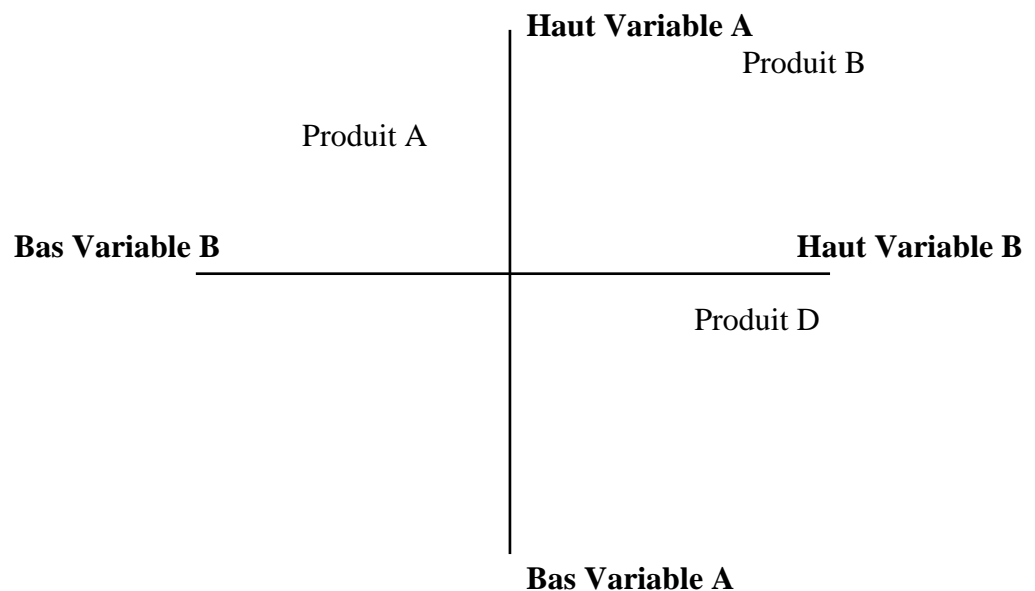 Haut Variable A
Produit B
Produit A
Bas Variable B
Haut Variable B
Produit D
Bas Variable A